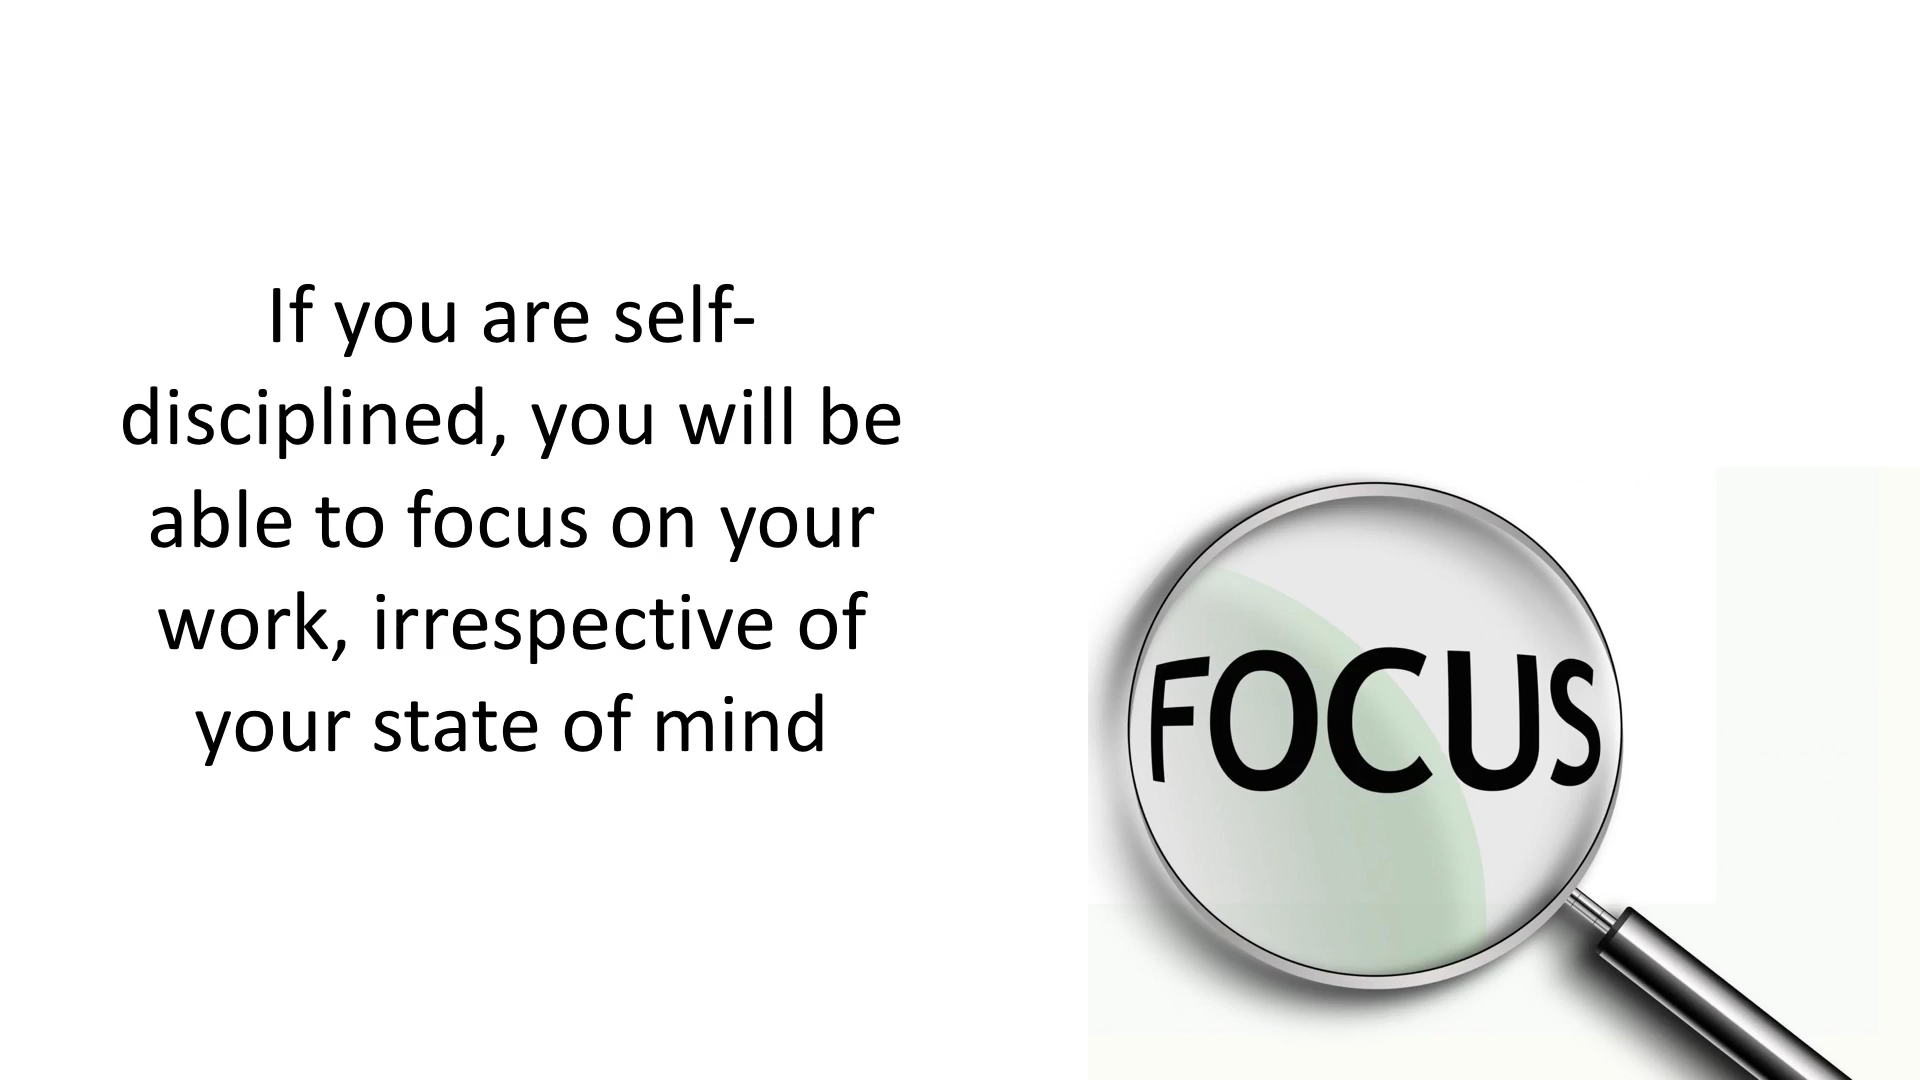 If you are self-
disciplined, you will be
able to focus on your
work, irrespective of
your state of mind
FOCUS